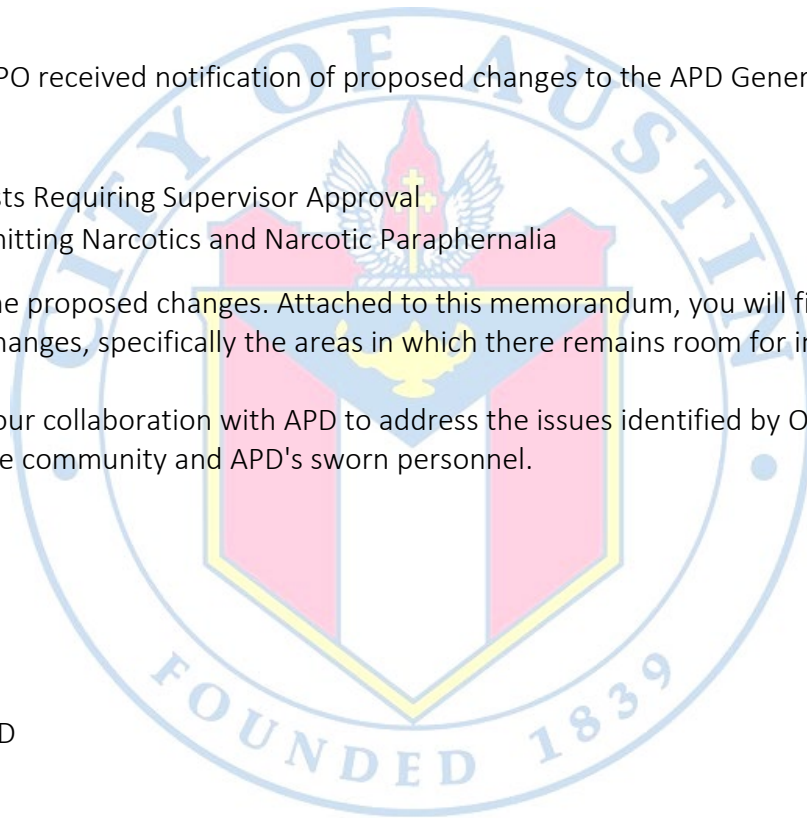 CITY OF AUSTIN
PO received notification of proposed changes to the APD Gener
sts Requiring Supervisor Approval
mitting Narcotics and Narcotic Paraphernalia
he proposed changes. Attached to this memorandum, you will fi
hanges, specifically the areas in which there remains room for i
our collaboration with APD to address the issues identified by O
e community and APD's sworn personnel.
D
FOUNDED 1839